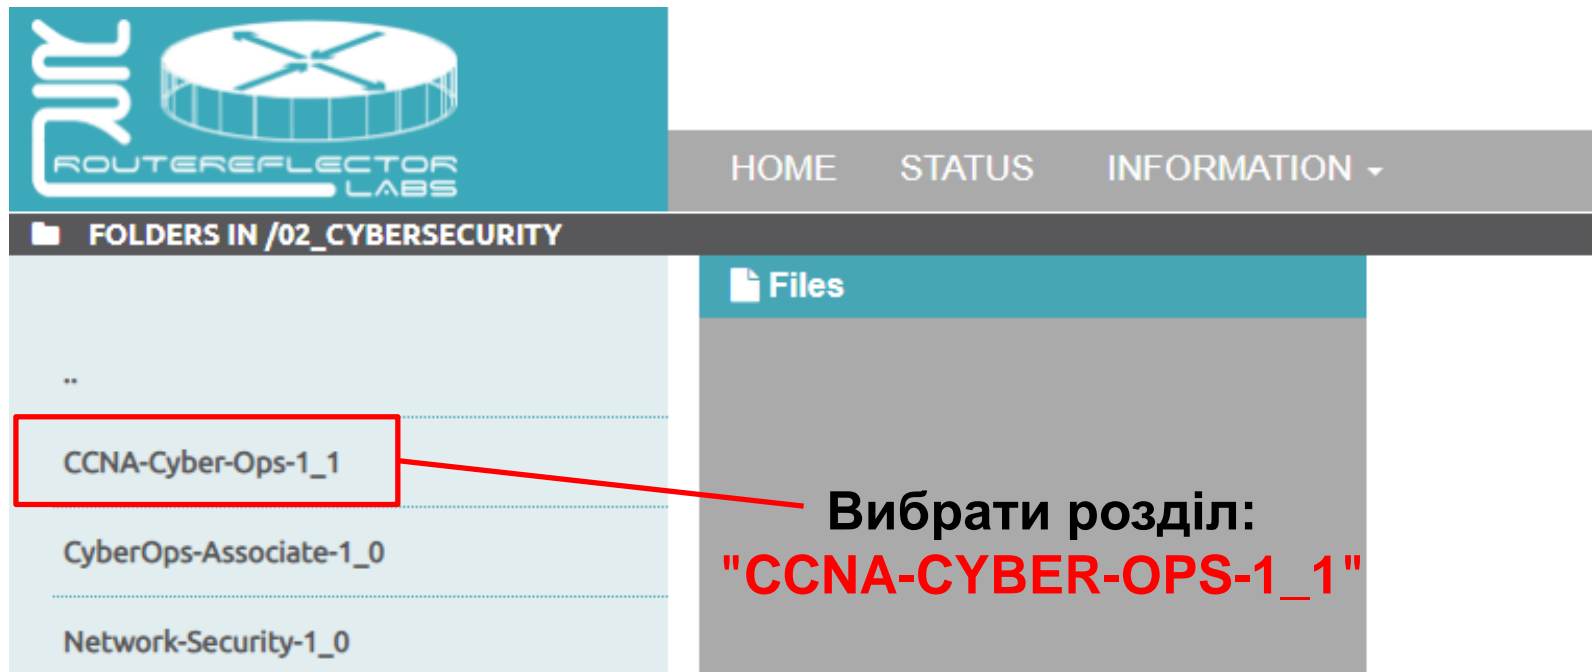 ROUTEREFLECTOR
LABS
HOME STATUS INFORMATION
FOLDERS IN /02_CYBERSECURITY
Files
..
CCNA-Cyber-Ops-1_1
CyberOps-Associate-1_0
Network-Security-1_0
Вибрати розділ:
"CCNA-CYBER-OPS-1_1"